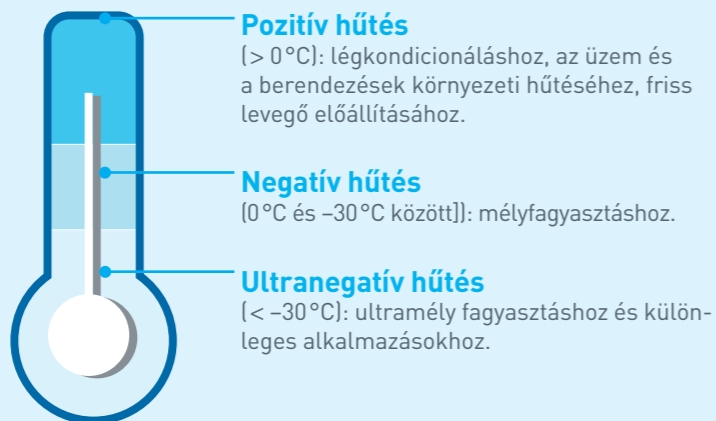 Pozitív hűtés
(> 0°C): légkondicionáláshoz, az üzem és
a berendezések környezeti hűtéséhez, friss
levegő előállításához.
Negatív hűtés
(0°C és –30°C között]): mélyfagyasztáshoz.
Ultranegatív hűtés
(< –30°C): ultramély fagyasztáshoz és külön-
leges alkalmazásokhoz.